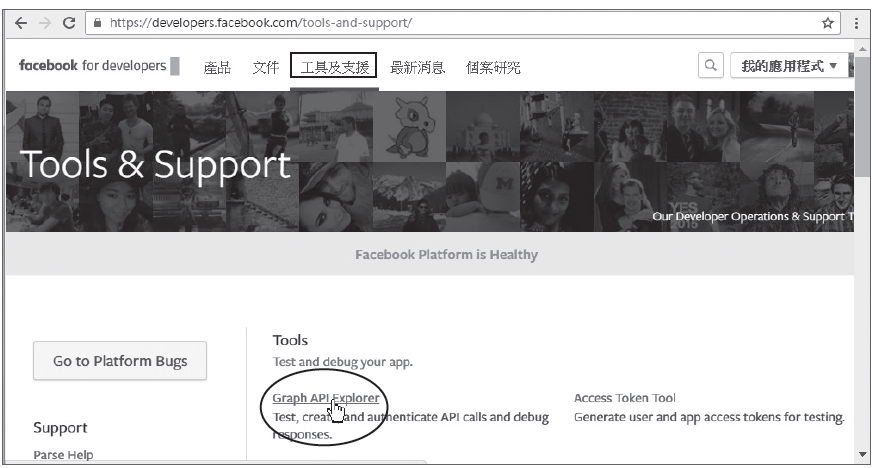 https://developers.facebook.com/tools-and-support/
facebook for developers 產品 文件 工具及支援 最新消息 個案研究 我的應用程式 ▼
Tools & Support
M
YES
2015
Our Developer Operations & Support T
Facebook Platform is Healthy
Go to Platform Bugs
Support
Parse Help
Tools
Test and debug your app.
Graph API Explorer
Test, create and authenticate API calls and debug
responses.
Access Token Tool
Generate user and app access tokens for testing.